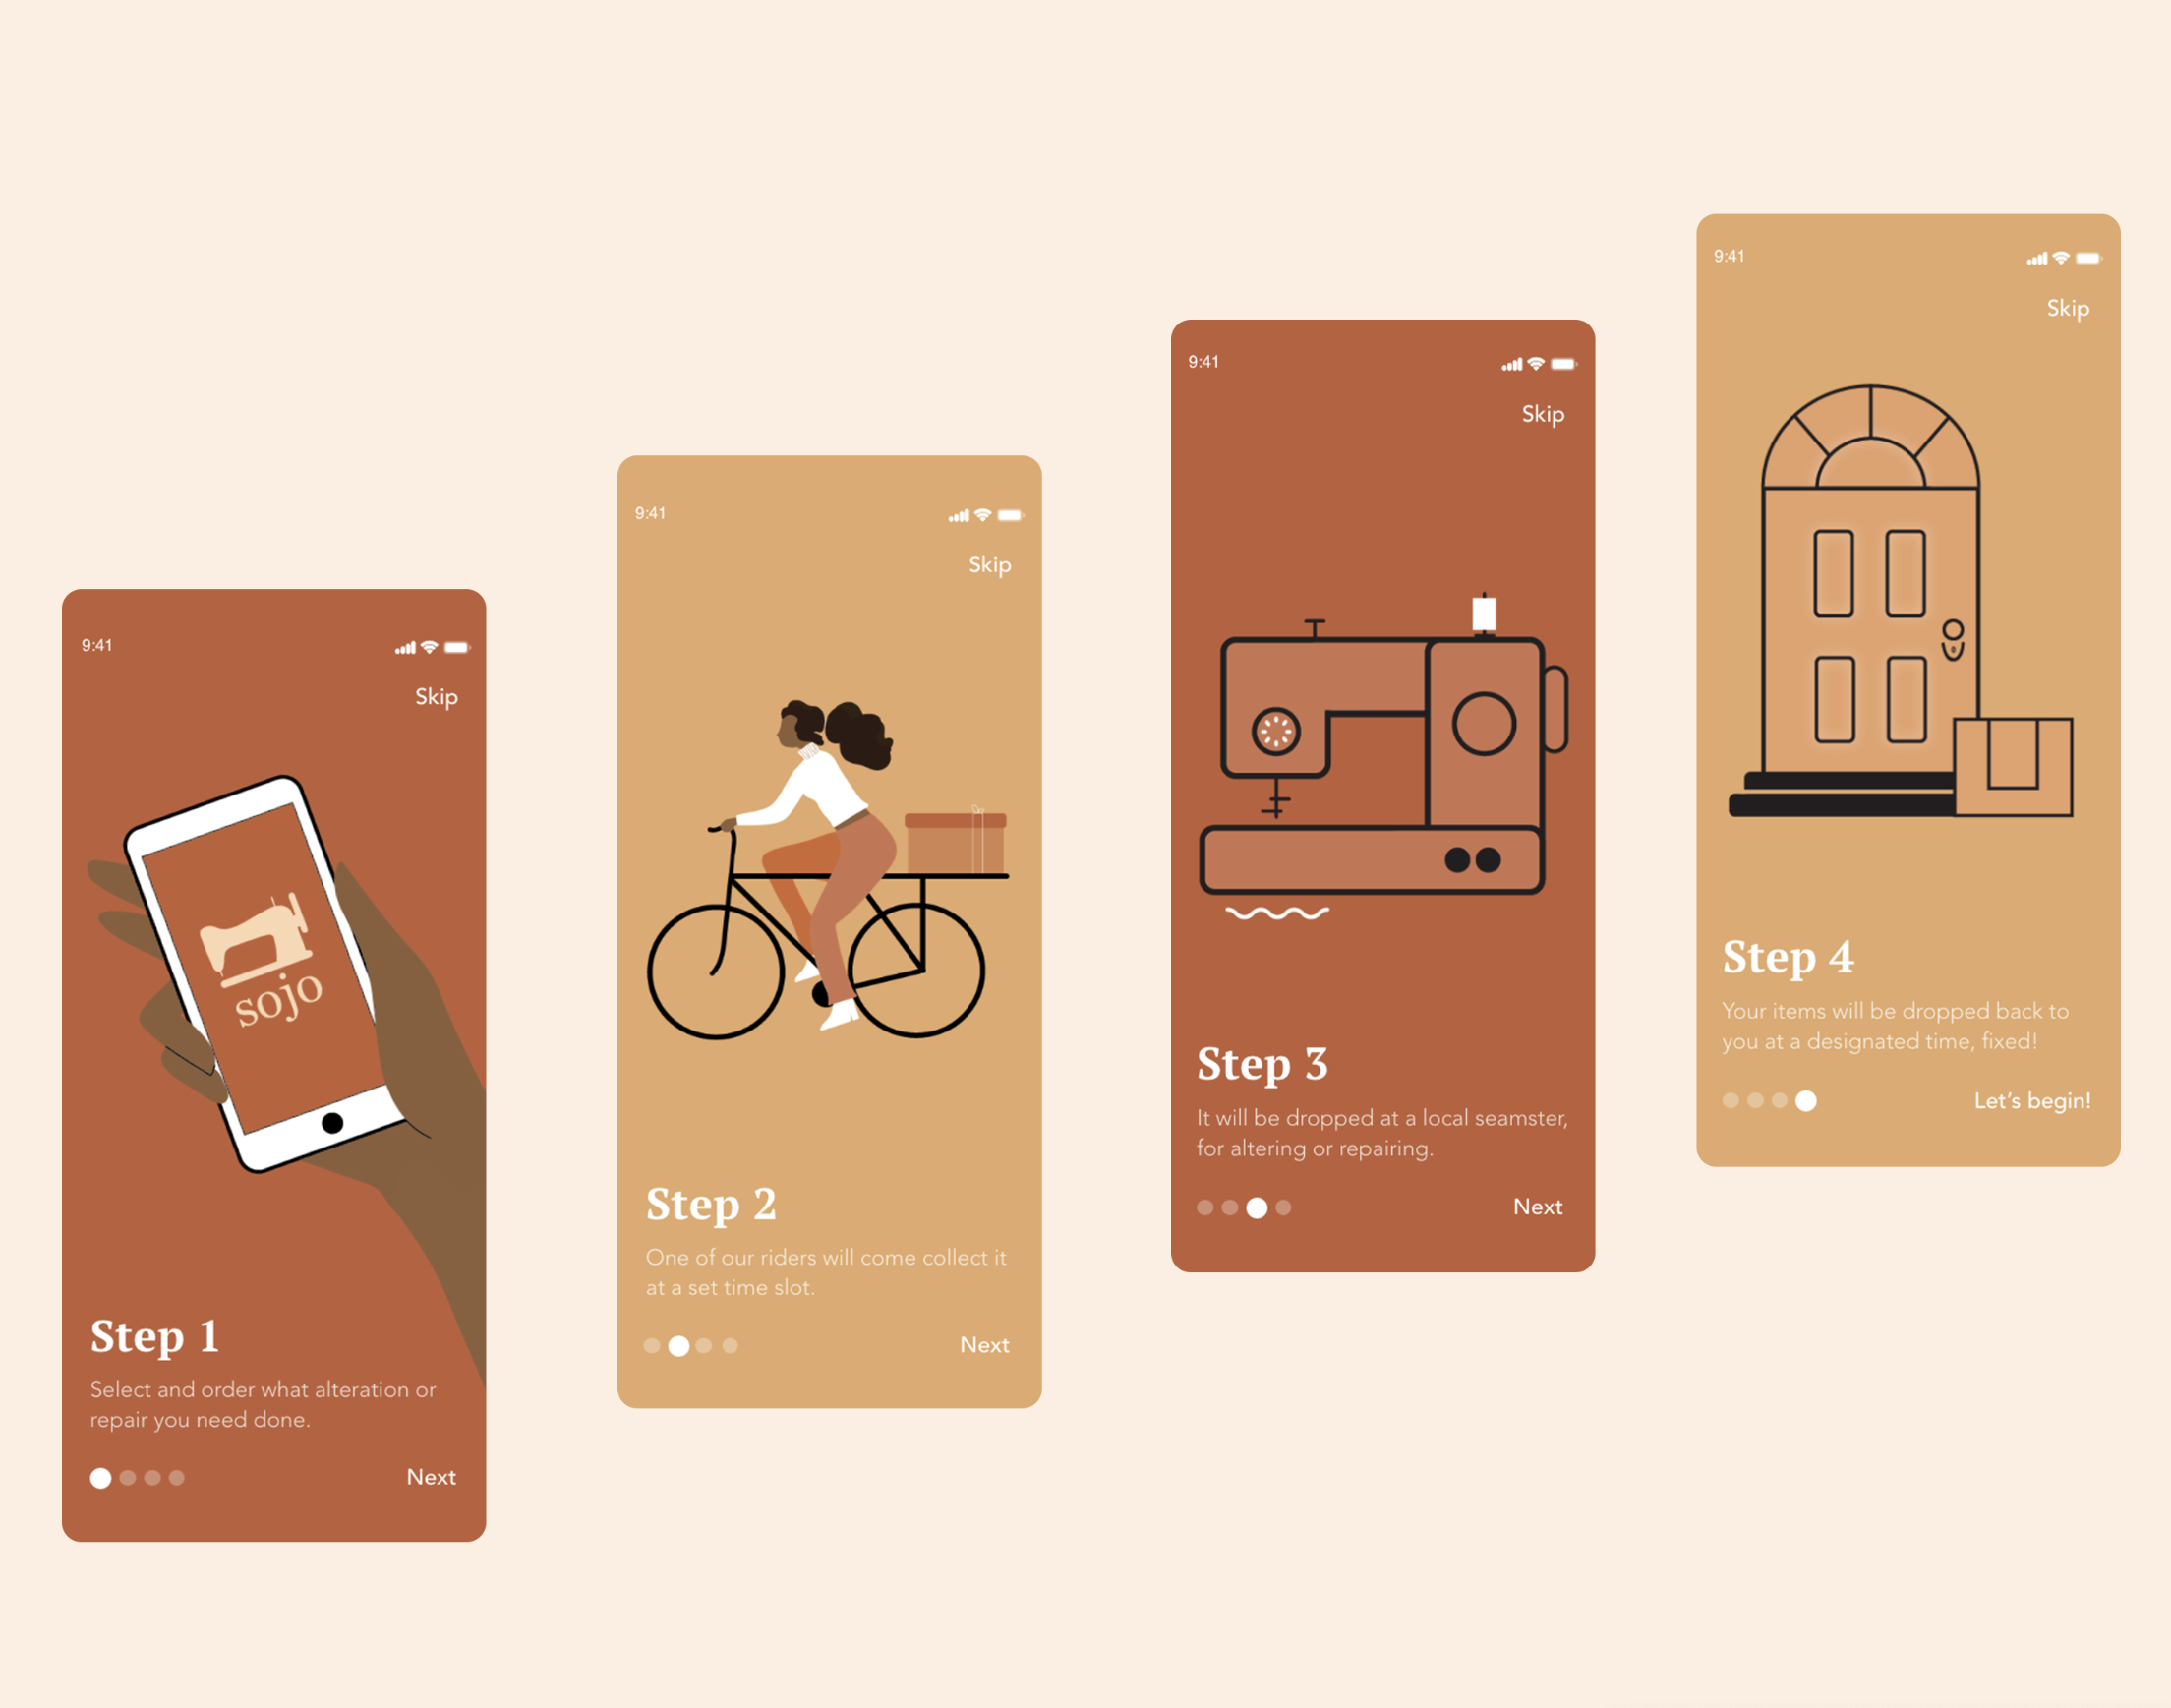 9:41
Skip
sojo
Step 1
Select and order what alteration or
repair you need done.
Next
9:41
Skip
Step 2
One of our riders will come collect it
at a set time slot.
Next
9:41
Skip
Step 3
It will be dropped at a local seamster,
for altering or repairing.
Next
9:41
Skip
Step 4
Your items will be dropped back to
you at a designated time, fixed!
Let’s begin!